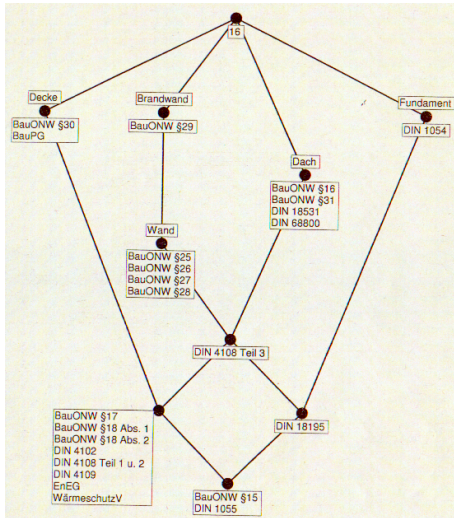 16
Decke
BauONW §30
BauPG
Brandwand
BauONW §29
Fundament
DIN 1054
Dach
BauONW §16
BauONW §31
DIN 18531
DIN 68800
Wand
BauONW §25
BauONW §26
BauONW §27
BauONW §28
DIN 4108 Teil 3
BauONW §17
BauONW §18 Abs. 1
BauONW §18 Abs. 2
DIN 4102
DIN 4108 Teil 1 u. 2
DIN 4109
EnEG
WärmeschutzV
DIN 18195
BauONW §15
DIN 1055